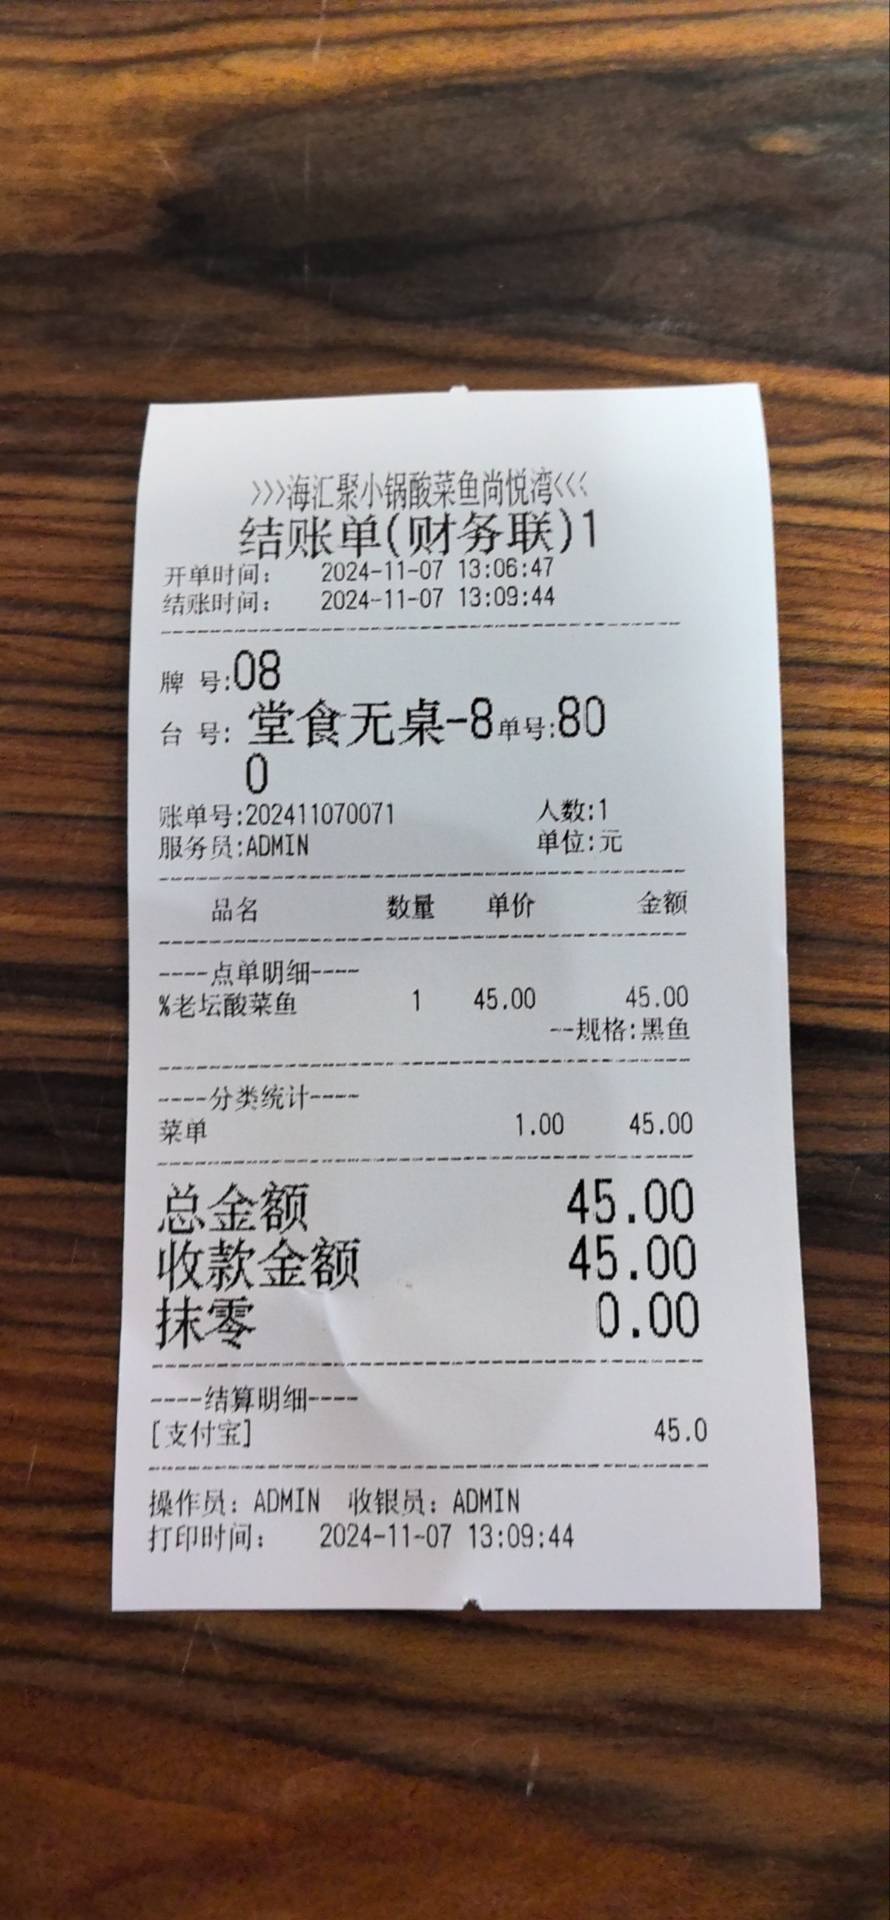 >>>海汇聚小锅酸菜鱼尚悦湾<<<
结账单(财务联)1
开单时间: 2024-11-07 13:06:47
结账时间: 2024-11-07 13:09:44
牌 号:08
台 号: 堂食无桌-8单号:80
0
账单号:202411070071 人数:1
服务员:ADMIN 单位:元
品名 数量 单价 金额
----点单明细----
%老坛酸菜鱼 1 45.00 45.00
--规格:黑鱼
----分类统计----
菜单 1.00 45.00
总金额 45.00
收款金额 45.00
抹零 0.00
----结算明细----
[支付宝] 45.0
操作员: ADMIN 收银员: ADMIN
打印时间: 2024-11-07 13:09:44